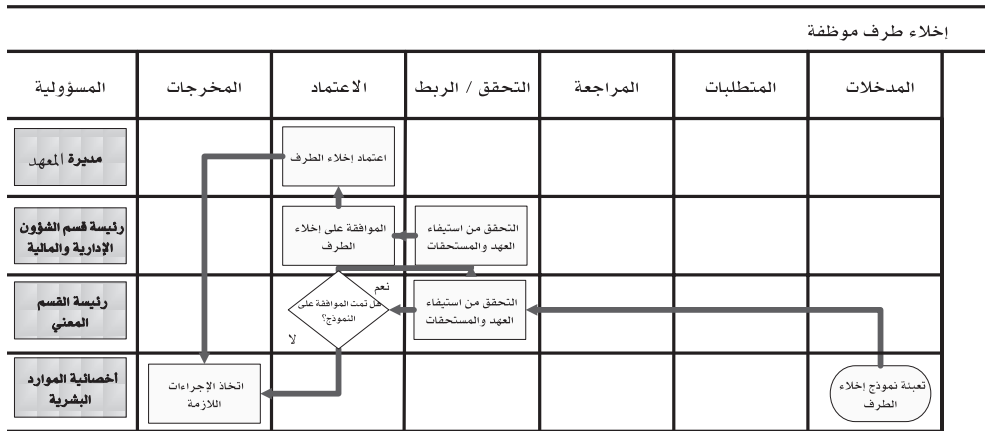 إخلاء طرف موظفة
المدخلات
المتطلبات
المراجعة
التحقق / الربط
الاعتماد
المخرجات
المسؤولية
اعتماد إخلاء الطرف
مديرة المعهد
التحقق من استيفاء
العهد والمستحقات
الموافقة على إخلاء
الطرف
رئيسة قسم الشؤون
الإدارية والمالية
التحقق من استيفاء
العهد والمستحقات
نعم
هل تمت الموافقة على
النموذج؟
لا
رئيسة القسم
المعني
تعبئة نموذج إخلاء
الطرف
اتخاذ الإجراءات
اللازمة
أخصائية الموارد
البشرية